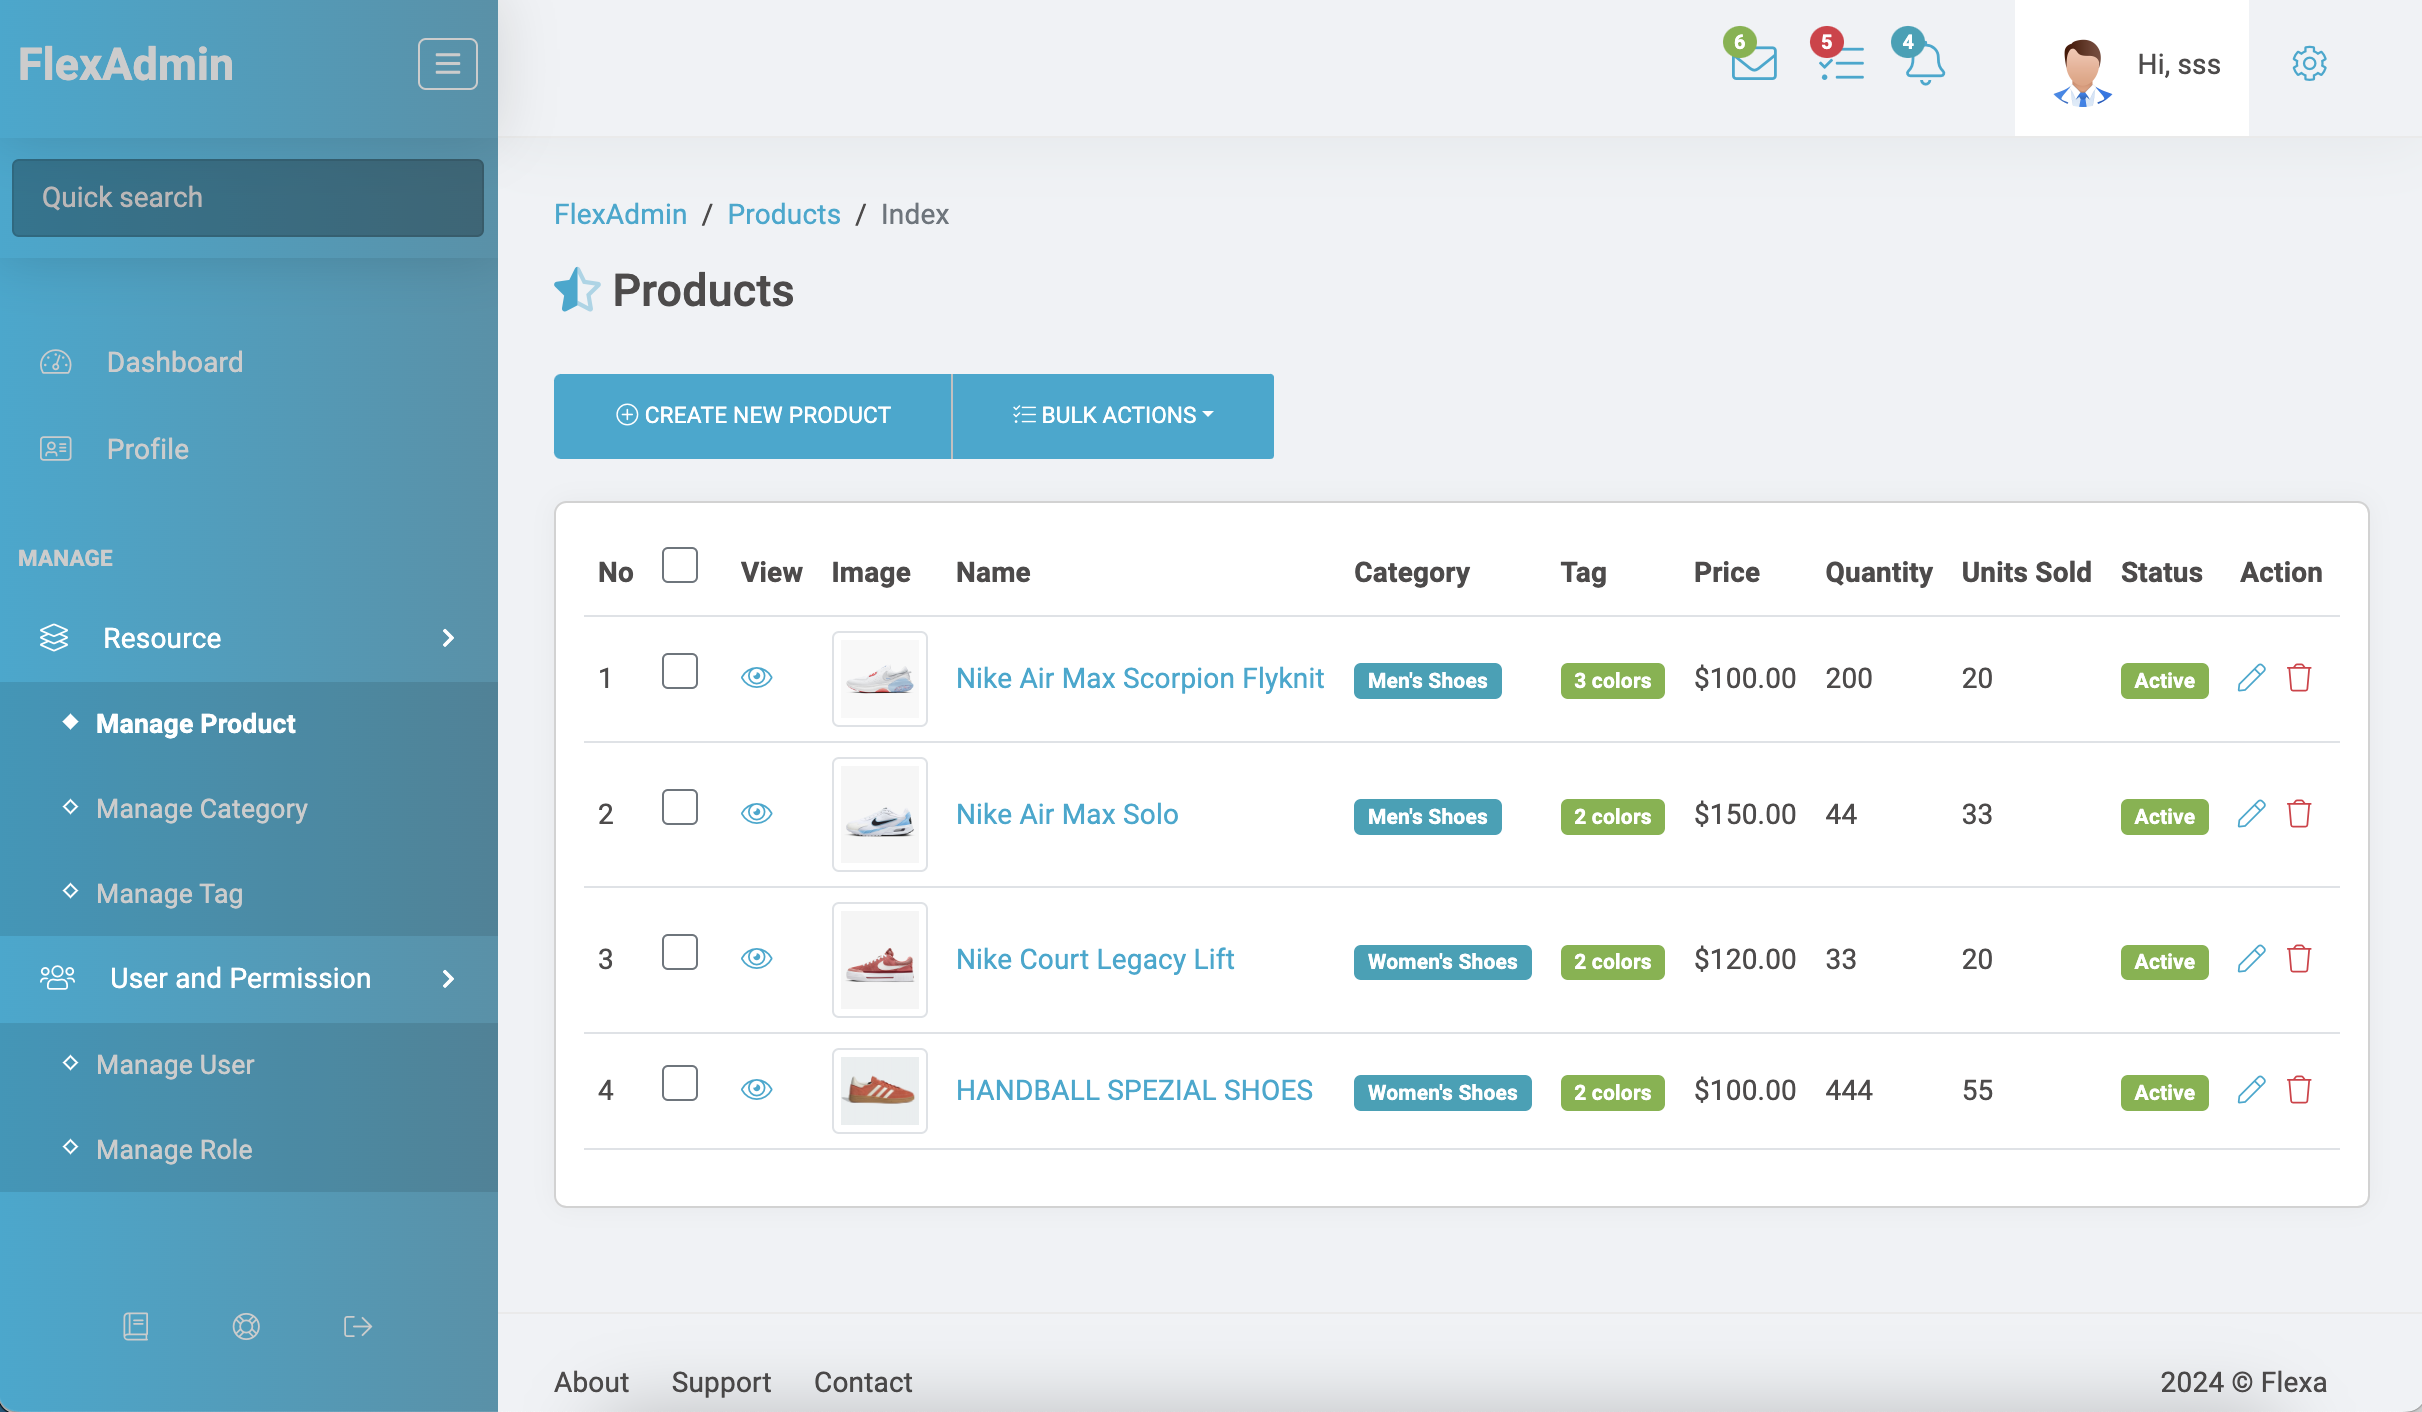 FlexAdmin
6 5 4 Hi, sss
Quick search
Dashboard
Profile
MANAGE
Resource
Manage Product
Manage Category
Manage Tag
User and Permission
Manage User
Manage Role
FlexAdmin / Products / Index
Products
CREATE NEW PRODUCT BULK ACTIONS
No View Image Name Category Tag Price Quantity Units Sold Status Action
1 Nike Air Max Scorpion Flyknit Men's Shoes 3 colors $100.00 200 20 Active
2 Nike Air Max Solo Men's Shoes 2 colors $150.00 44 33 Active
3 Nike Court Legacy Lift Women's Shoes 2 colors $120.00 33 20 Active
4 HANDBALL SPEZIAL SHOES Women's Shoes 2 colors $100.00 444 55 Active
About Support Contact 2024 © Flexa